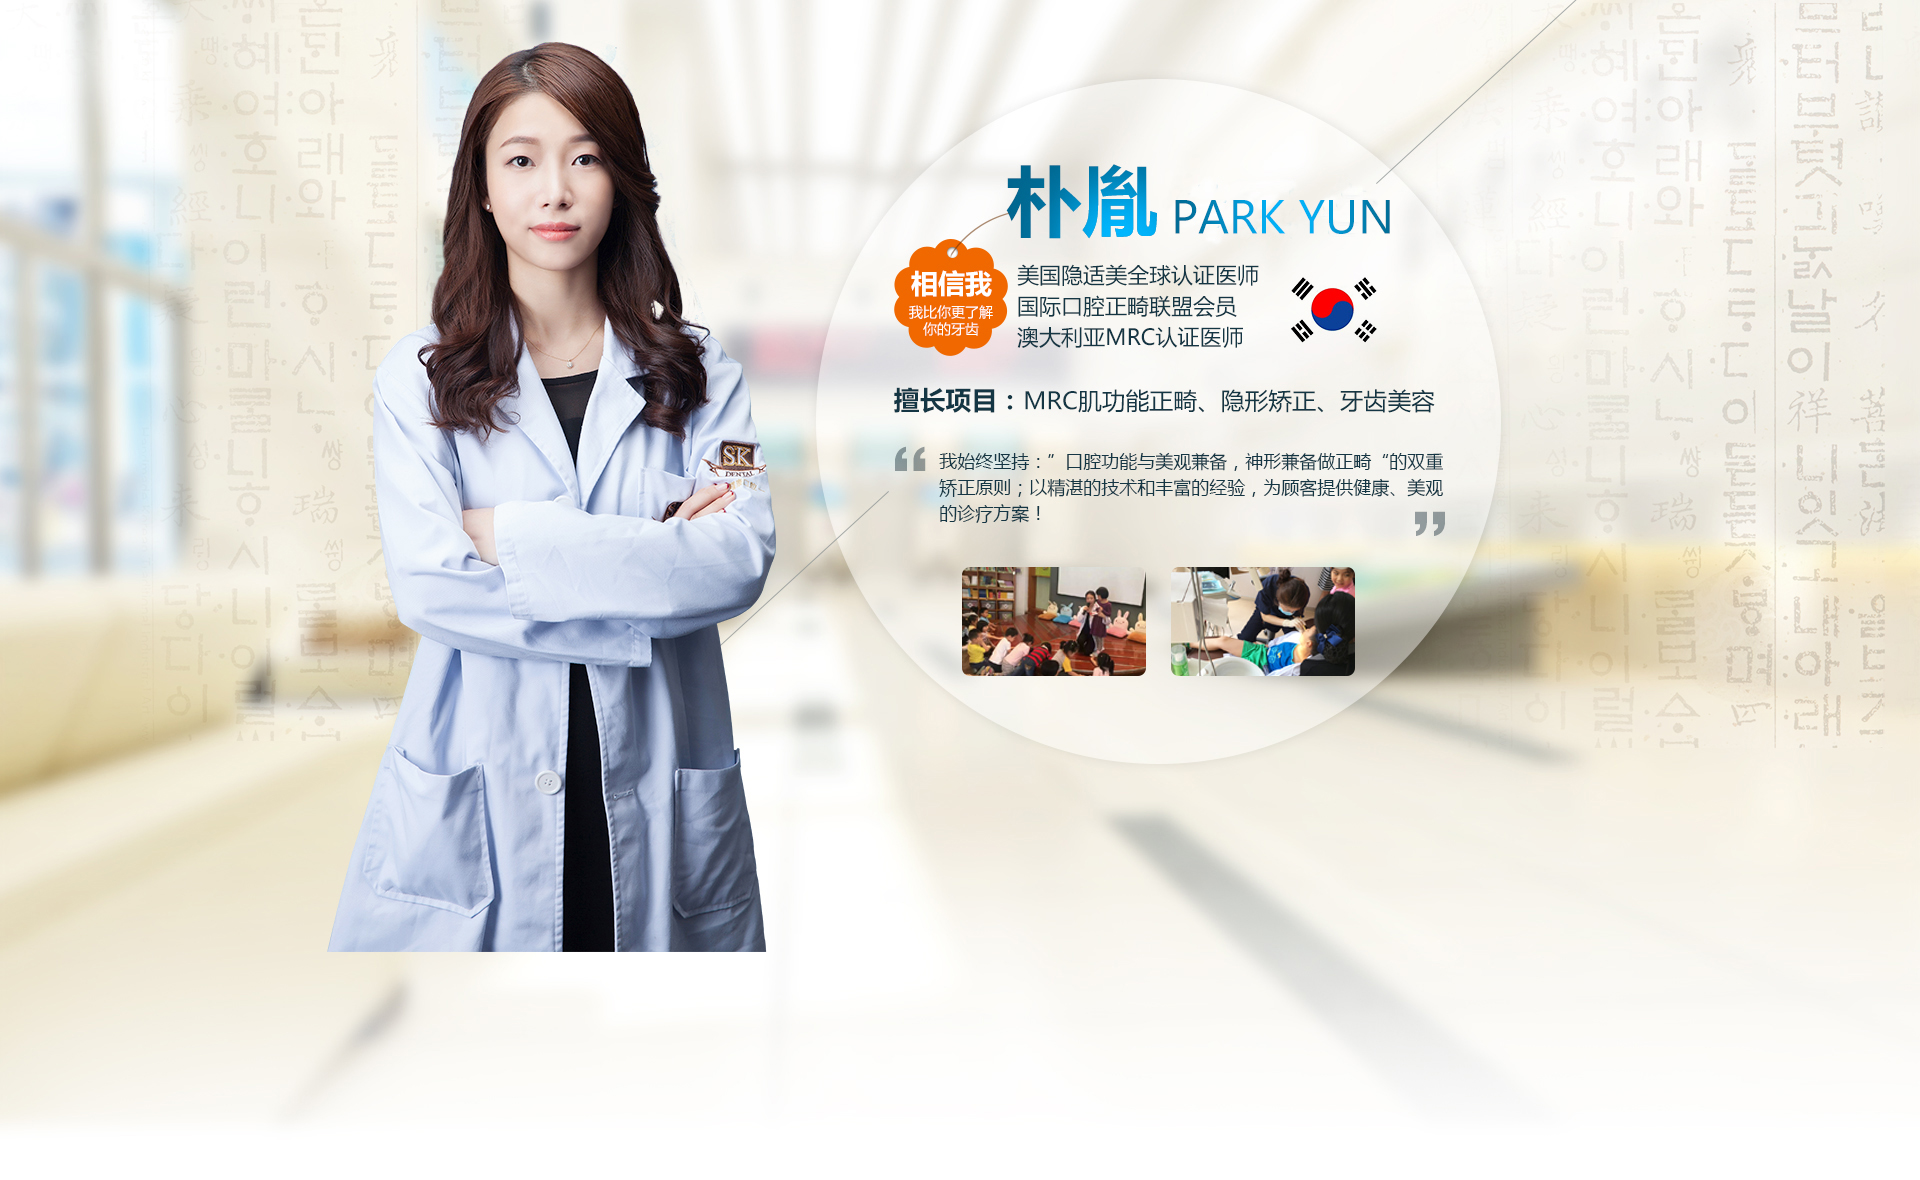 朴胤 PARK YUN
相信我
我比你更了解
你的牙齿
美国隐适美全球认证医师
国际口腔正畸联盟会员
澳大利亚MRC认证医师
擅长项目：MRC肌功能正畸、隐形矫正、牙齿美容
我始终坚持：”口腔功能与美观兼备，神形兼备做正畸“的双重
矫正原则；以精湛的技术和丰富的经验，为顾客提供健康、美观
的诊疗方案！
SK
DENTAL